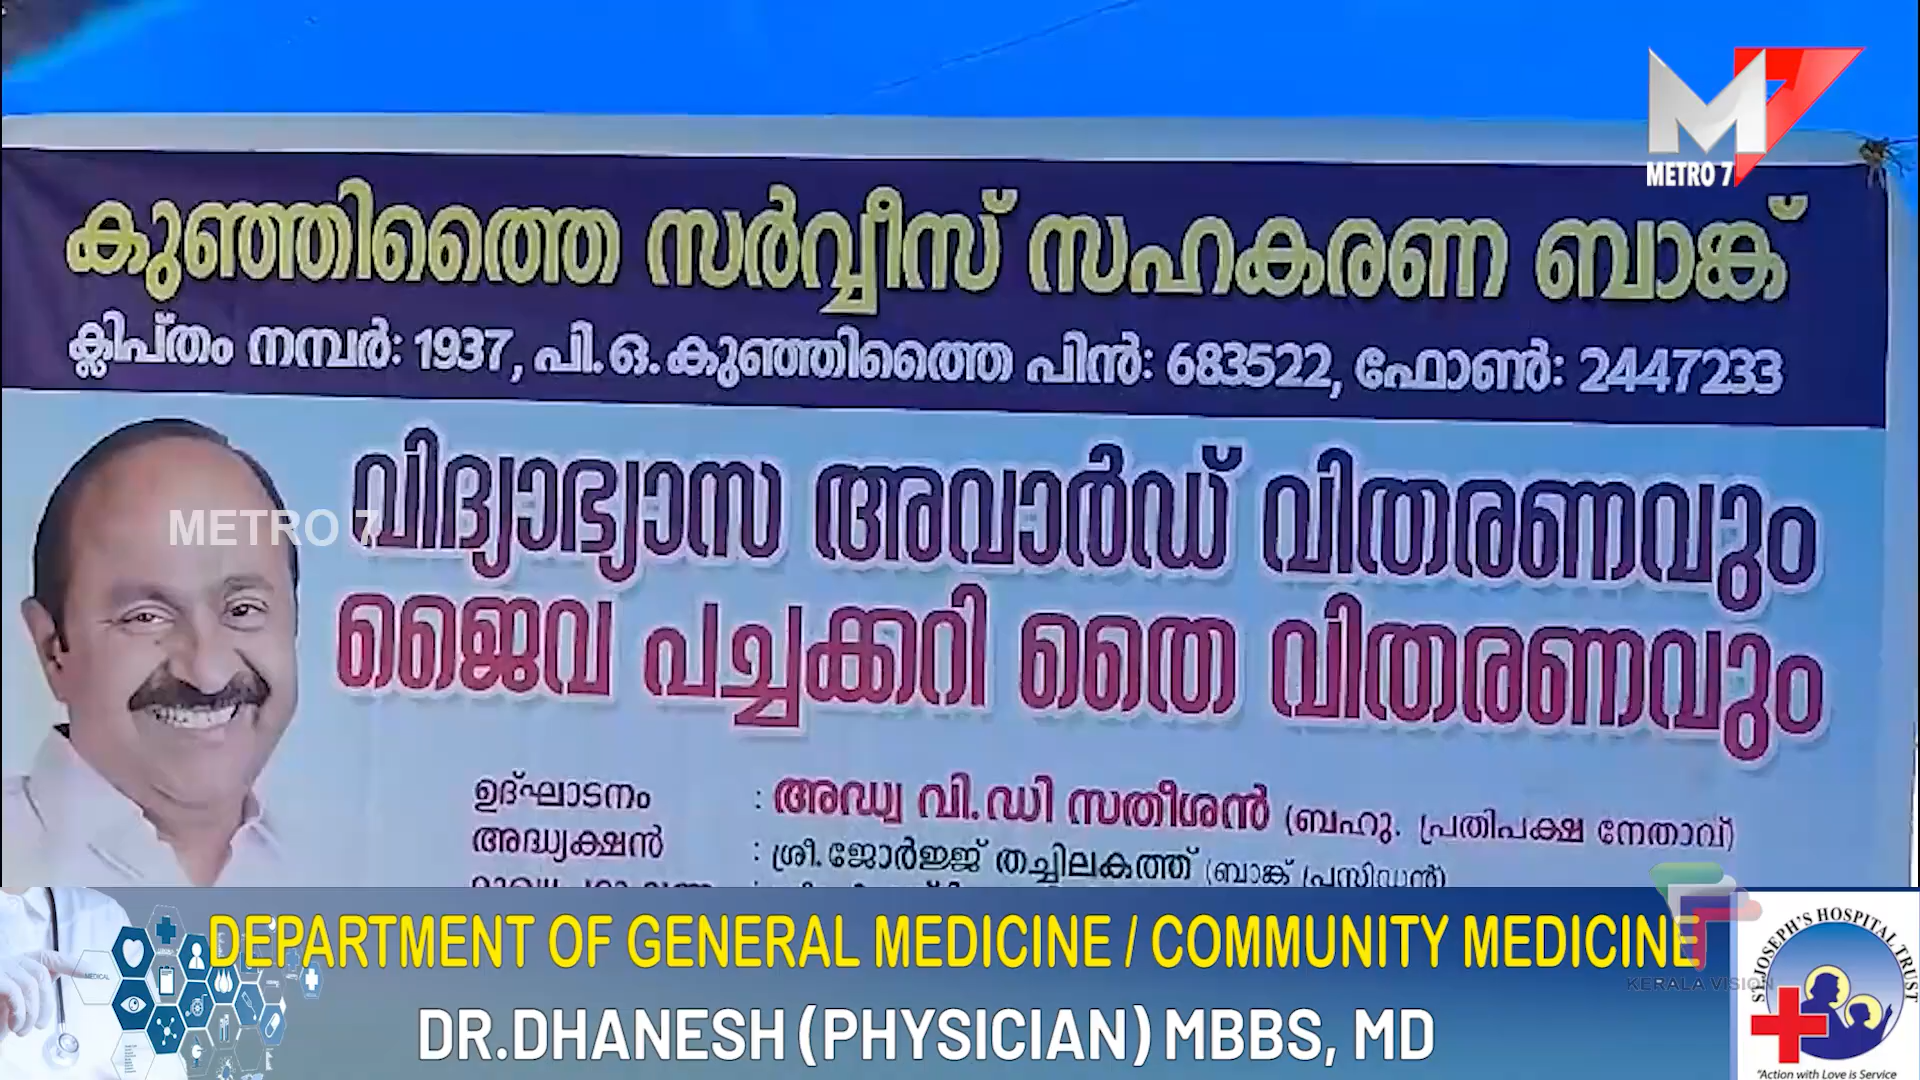 METRO 7
കുഞ്ഞിത്തൈ സർവ്വീസ് സഹകരണ ബാങ്ക്
ക്ലിപ്തം നമ്പർ: 1937, പി.ഒ.കുഞ്ഞിത്തൈ പിൻ: 683522, ഫോൺ: 2447233
METRO 7
വിദ്യാഭ്യാസ അവാർഡ് വിതരണവും
ജൈവ പച്ചക്കറി തൈ വിതരണവും
ഉദ്ഘാടനം : അഡ്വ വി.ഡി സതീശൻ (ബഹു. പ്രതിപക്ഷ നേതാവ്)
അദ്ധ്യക്ഷൻ : ശ്രീ.ജോർജ്ജ് തച്ചിലകത്ത് (ബാങ്ക് പ്രസിഡൻ്)
DEPARTMENT OF GENERAL MEDICINE / COMMUNITY MEDICINE
KERALA VISION
DR.DHANESH (PHYSICIAN) MBBS, MD
MEDICAL
ST. JOSEPH'S HOSPITAL TRUST
"Action with Love is Service